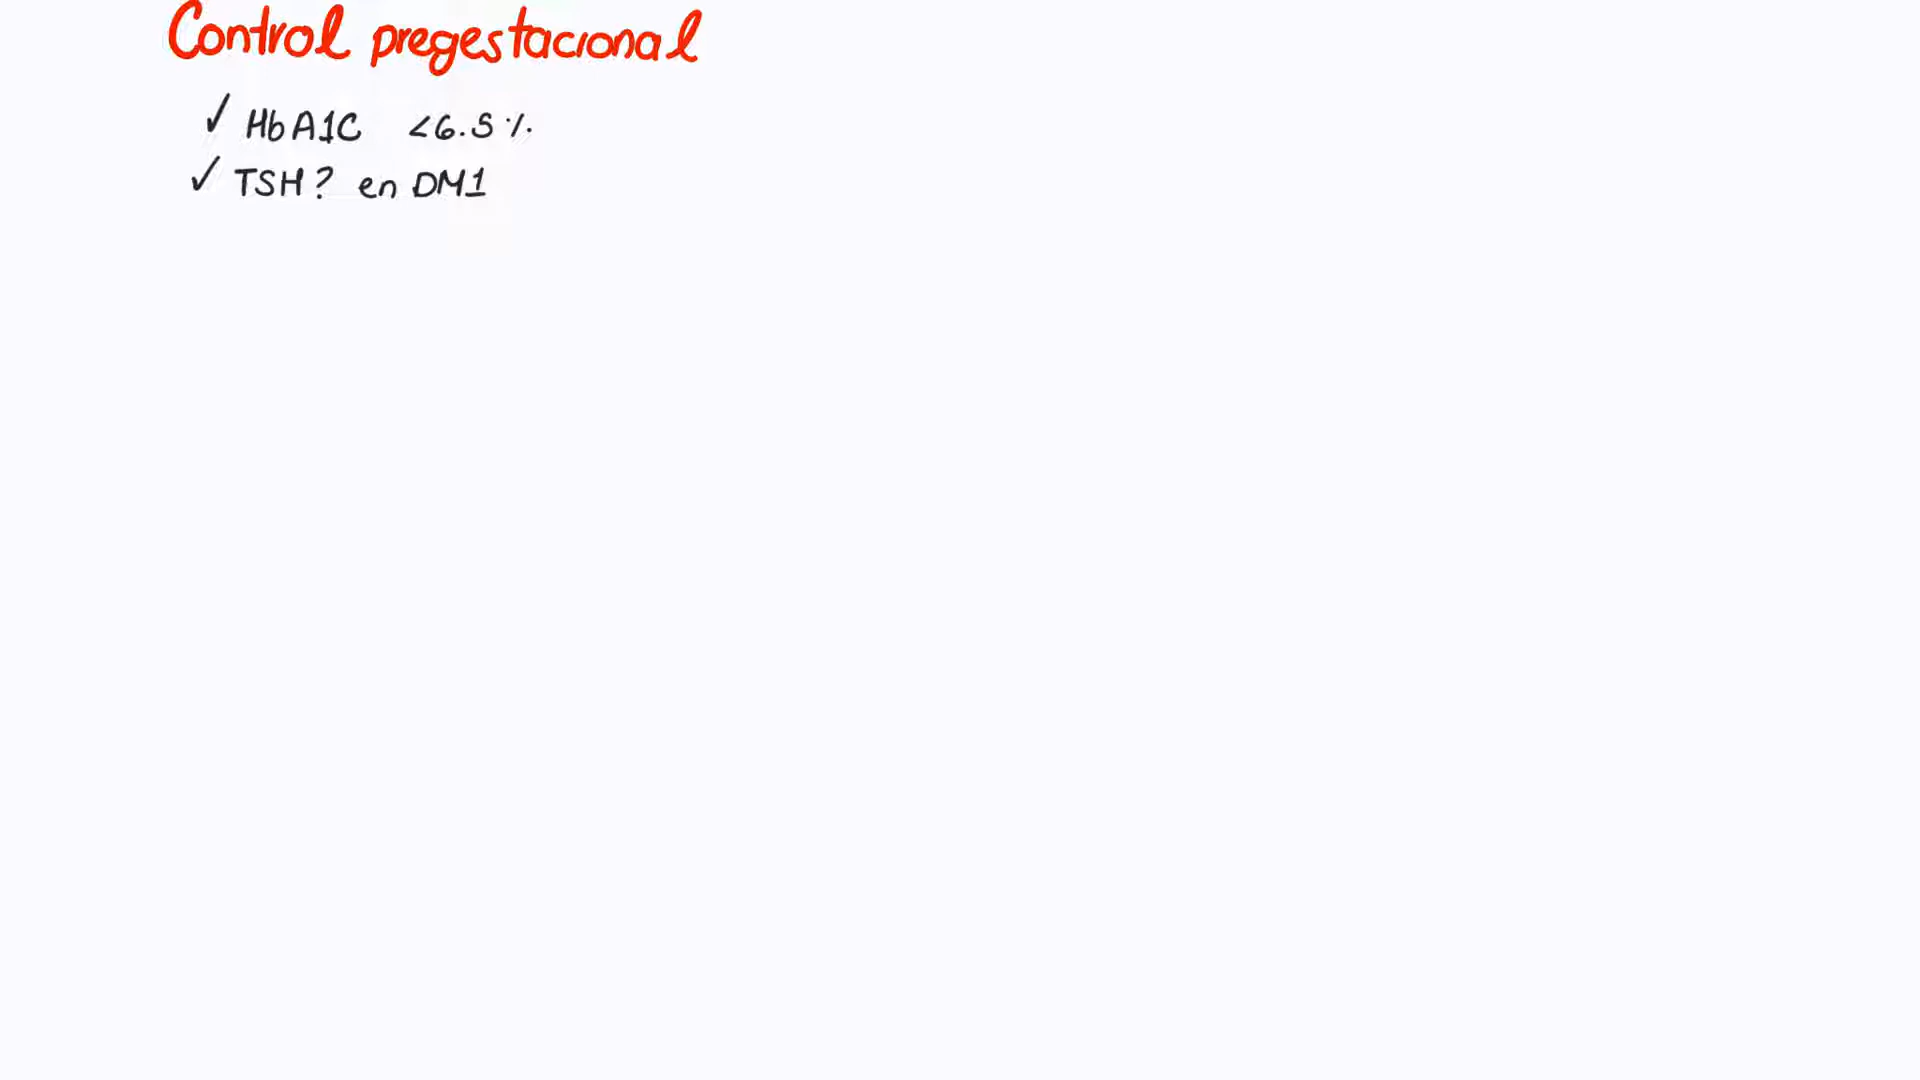 Control pregestacional
✓ HbA1C <6.5%
✓ TSH? en DM1